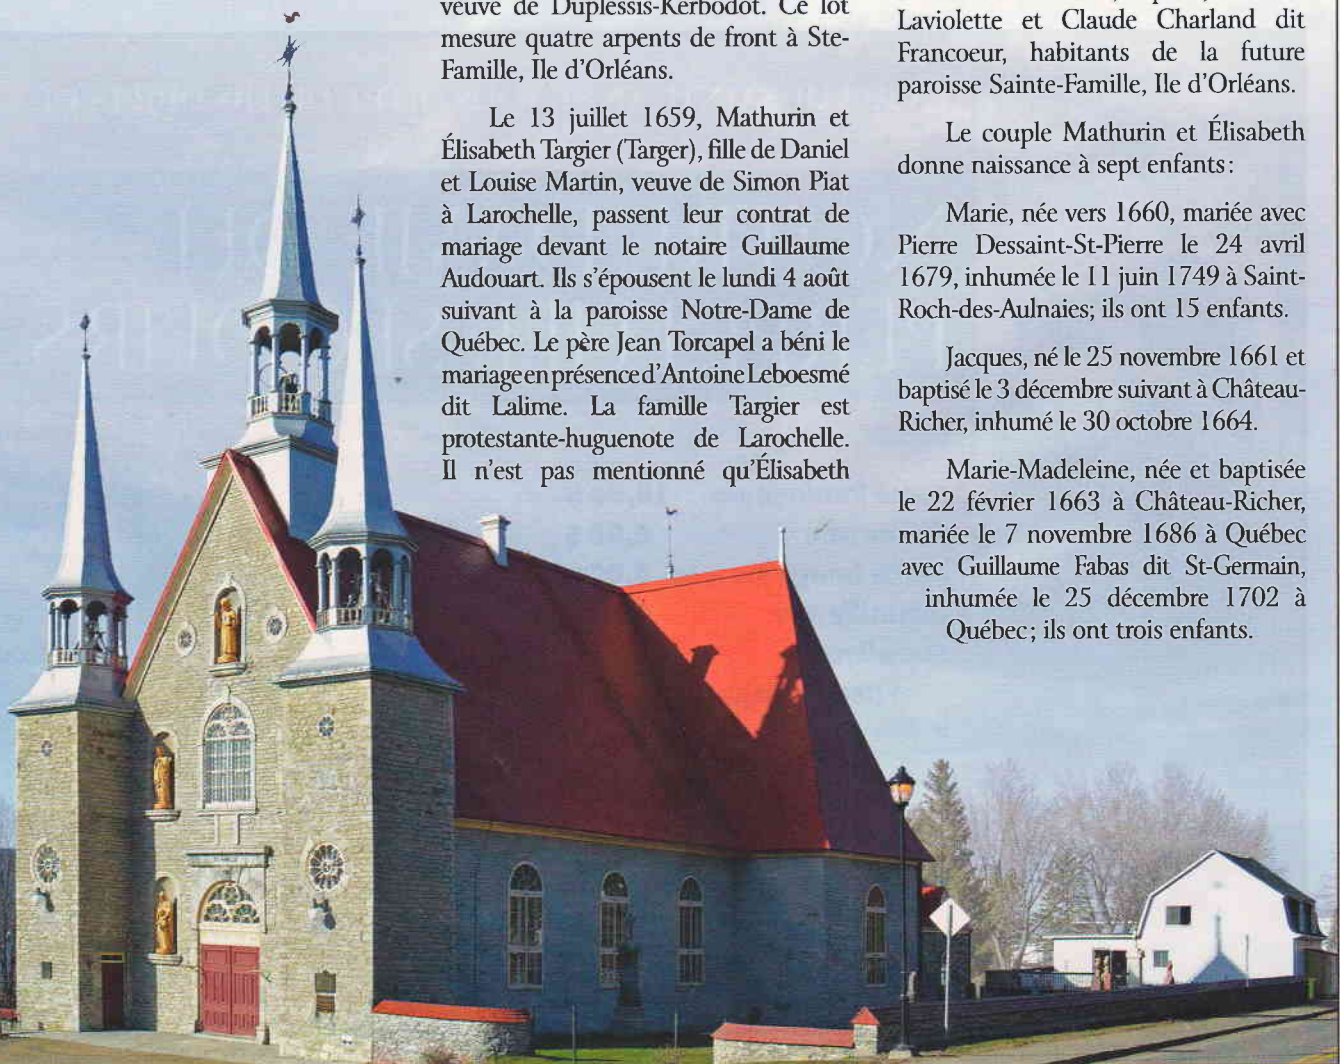 veuve de Duplessis-Kerbodot. Ce lot
mesure quatre arpents de front à Ste-
Famille, Ile d'Orléans.
Le 13 juillet 1659, Mathurin et
Élisabeth Targier (Targer), fille de Daniel
et Louise Martin, veuve de Simon Piat
à Larochelle, passent leur contrat de
mariage devant le notaire Guillaume
Audouart. Ils s'épousent le lundi 4 août
suivant à la paroisse Notre-Dame de
Québec. Le père Jean Torcapel a béni le
mariage en présence d'Antoine Leboesmé
dit Lalime. La famille Targier est
protestante-huguenote de Larochelle.
Il n'est pas mentionné qu'Élisabeth
Laviolette et Claude Charland dit
Francoeur, habitants de la future
paroisse Sainte-Famille, Ile d'Orléans.
Le couple Mathurin et Élisabeth
donne naissance à sept enfants:
Marie, née vers 1660, mariée avec
Pierre Dessaint-St-Pierre le 24 avril
1679, inhumée le 11 juin 1749 à Saint-
Roch-des-Aulnaies; ils ont 15 enfants.
Jacques, né le 25 novembre 1661 et
baptisé le 3 décembre suivant à Château-
Richer, inhumé le 30 octobre 1664.
Marie-Madeleine, née et baptisée
le 22 février 1663 à Château-Richer,
mariée le 7 novembre 1686 à Québec
avec Guillaume Fabas dit St-Germain,
inhumée le 25 décembre 1702 à
Québec; ils ont trois enfants.